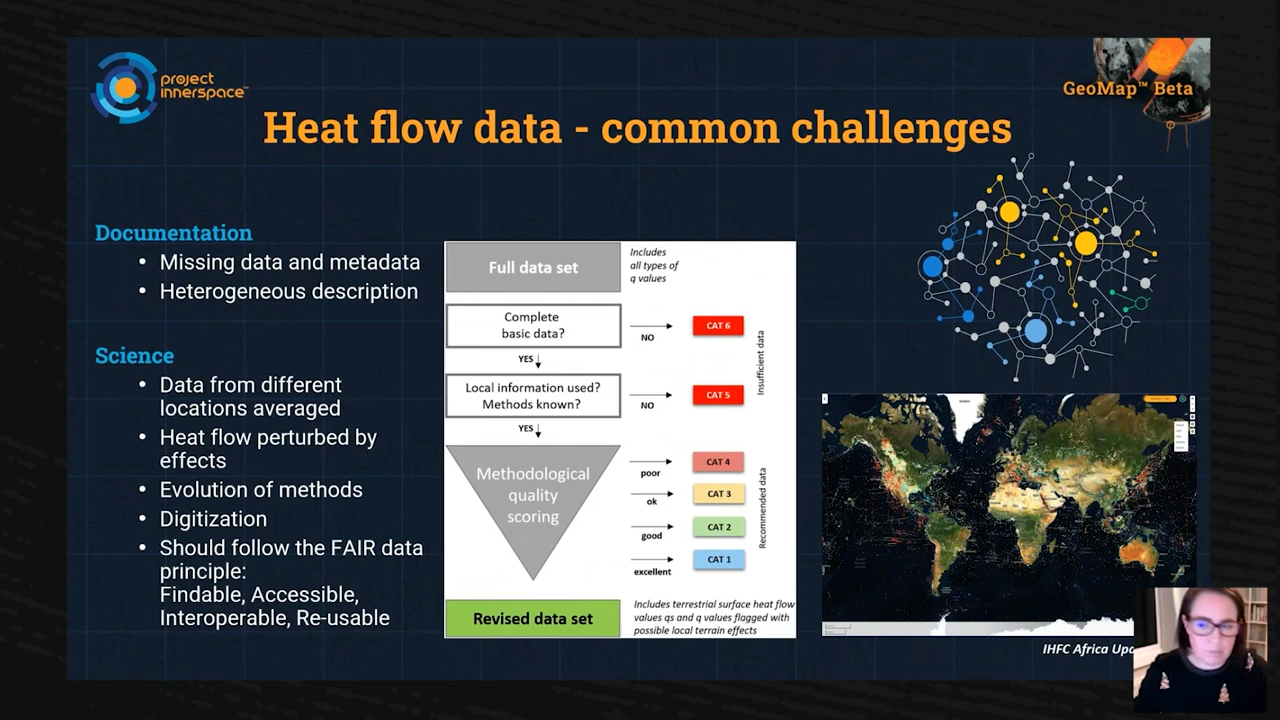 project
innerspace™
GeoMap™ Beta
Heat flow data - common challenges
Documentation
• Missing data and metadata
• Heterogeneous description
Science
• Data from different
locations averaged
• Heat flow perturbed by
effects
• Evolution of methods
• Digitization
• Should follow the FAIR data
principle:
Findable, Accessible,
Interoperable, Re-usable
Full data set
Includes
all types of
q values
Complete
basic data?
NO
CAT 6
YES
Local information used?
Methods known?
NO
CAT 5
YES
Insufficient data
Methodological
quality
scoring
poor
CAT 4
ok
CAT 3
good
CAT 2
excellent
CAT 1
Recommended data
Revised data set
Includes terrestrial surface heat flow
values qs and q values flagged with
possible local terrain effects
IHFC Africa